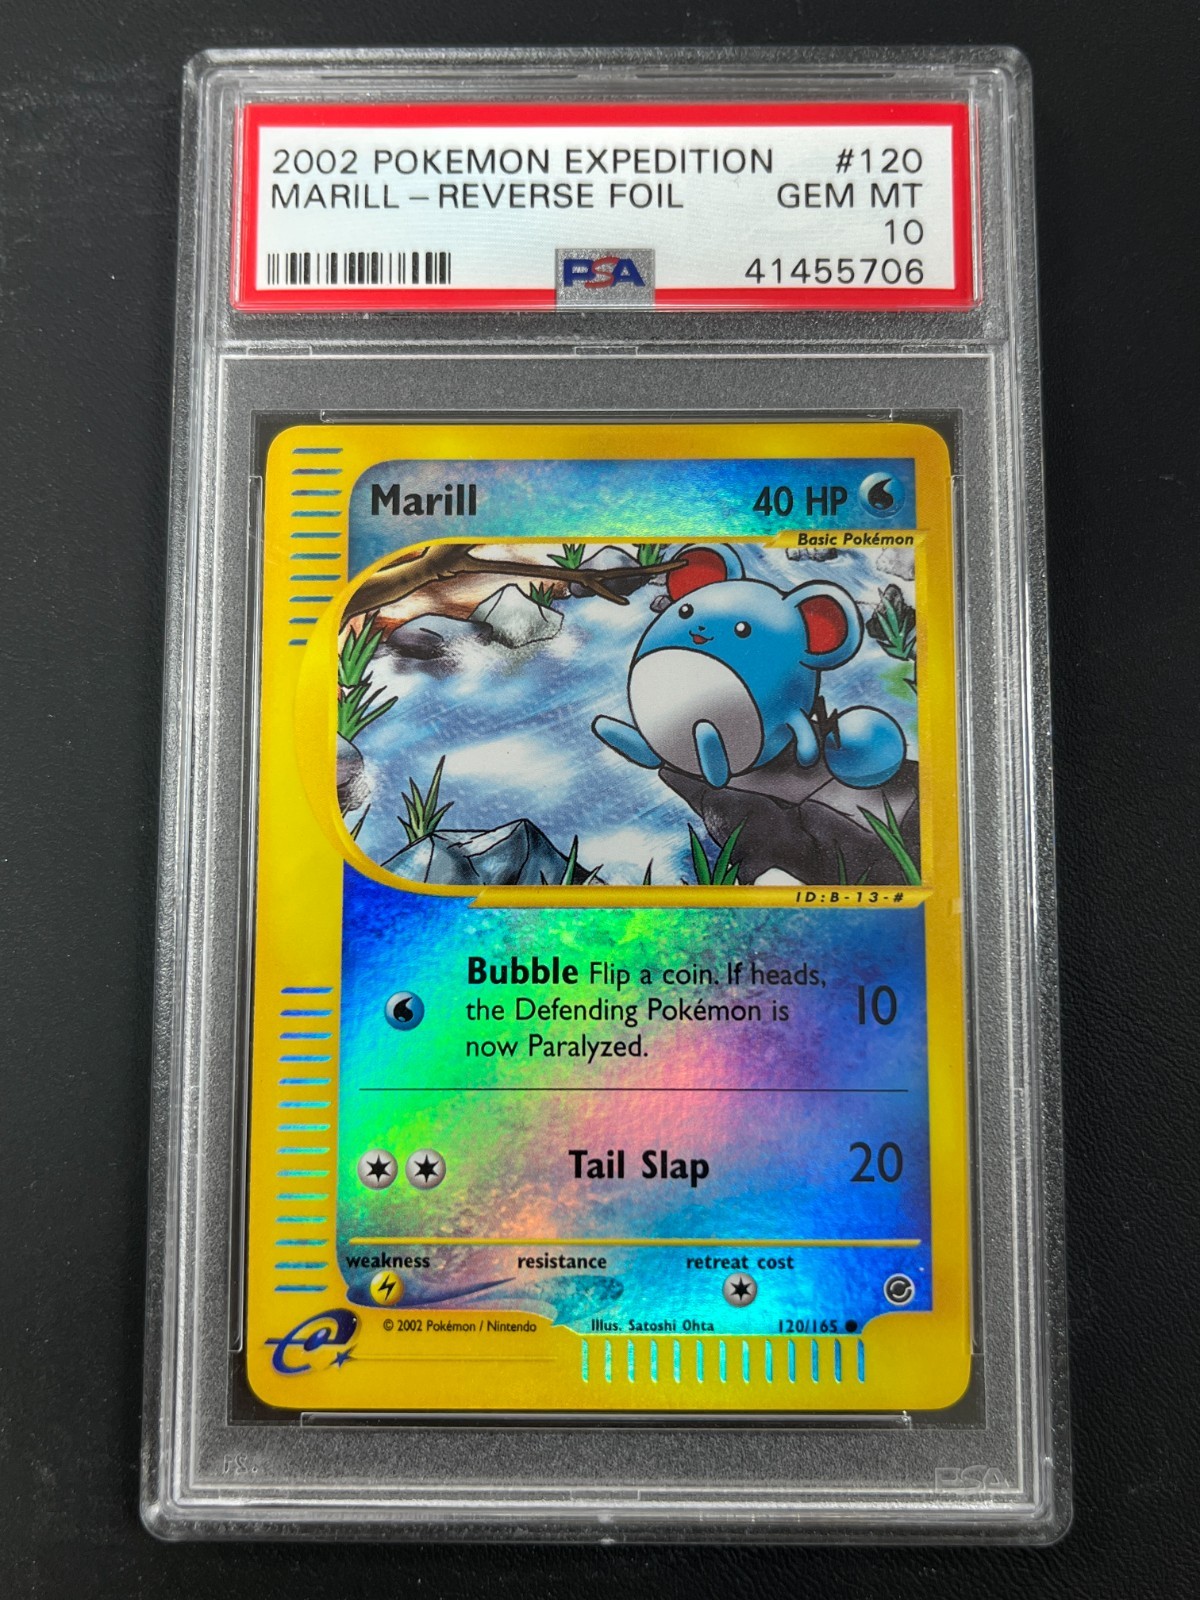 2002 POKEMON EXPEDITION #120
MARILL - REVERSE FOIL GEM MT
10
PSA 41455706
Marill 40 HP
Basic Pokémon
ID:B-13-#
Bubble Flip a coin. If heads,
the Defending Pokémon is
now Paralyzed.
10
Tail Slap 20
weakness resistance retreat cost
e
© 2002 Pokémon / Nintendo Illus. Satoshi Ohta 120/165
PSA